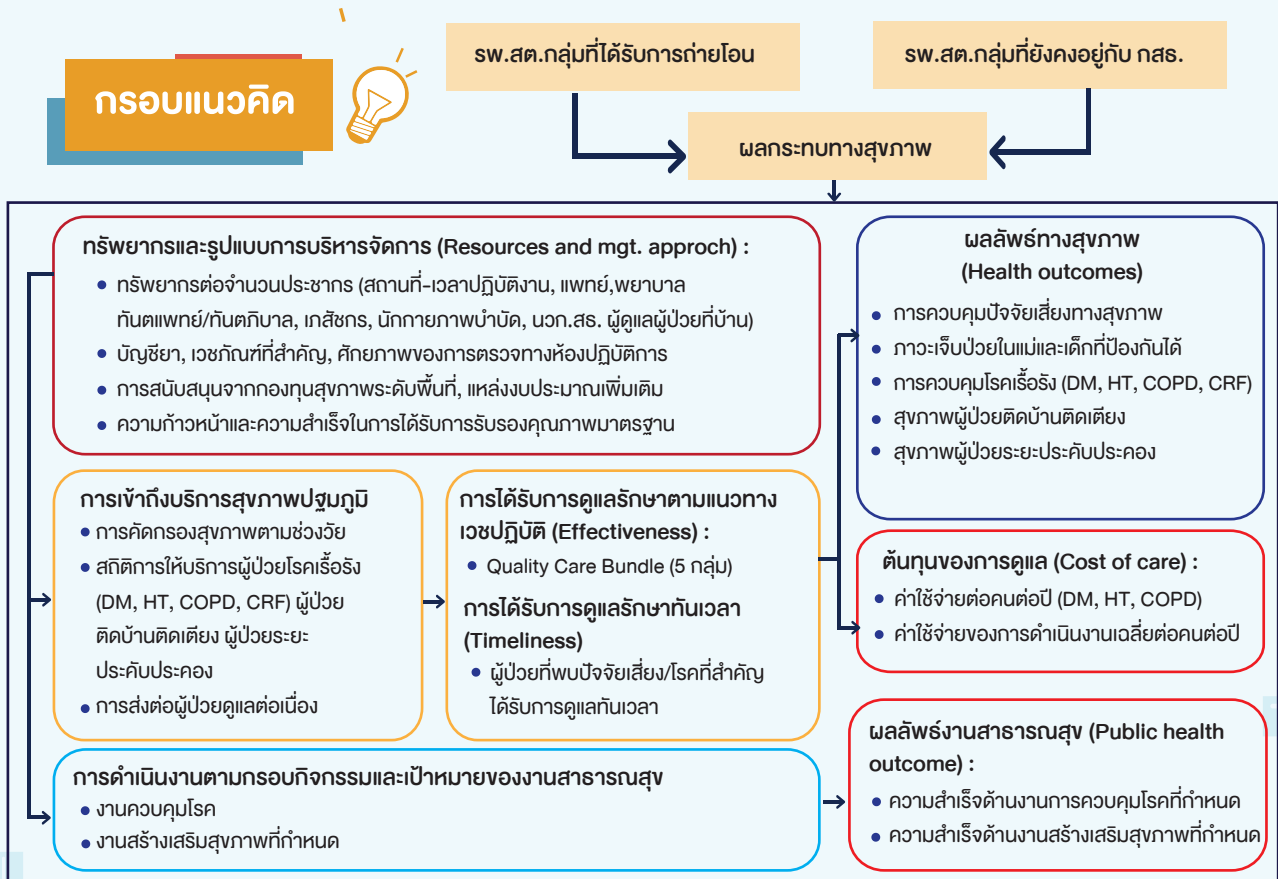 กรอบแนวคิด
รพ.สต.กลุ่มที่ได้รับการถ่ายโอน
รพ.สต.กลุ่มที่ยังคงอยู่กับ กสธ.
ผลกระทบทางสุขภาพ
ทรัพยากรและรูปแบบการบริหารจัดการ (Resources and mgt. approch) :
• ทรัพยากรต่อจำนวนประชากร (สถานที่-เวลาปฏิบัติงาน, แพทย์,พยาบาล
ทันตแพทย์/ทันตภิบาล, เภสัชกร, นักกายภาพบำบัด, นวก.สธ. ผู้ดูแลผู้ป่วยที่บ้าน)
• บัญชียา, เวชภัณฑ์ที่สำคัญ, ศักยภาพของการตรวจทางห้องปฏิบัติการ
• การสนับสนุนจากกองทุนสุขภาพระดับพื้นที่, แหล่งงบประมาณเพิ่มเติม
• ความก้าวหน้าและความสำเร็จในการได้รับการรับรองคุณภาพมาตรฐาน
การเข้าถึงบริการสุขภาพปฐมภูมิ
• การคัดกรองสุขภาพตามช่วงวัย
• สถิติการให้บริการผู้ป่วยโรคเรื้อรัง
(DM, HT, COPD, CRF) ผู้ป่วย
ติดบ้านติดเตียง ผู้ป่วยระยะ
ประคับประคอง
• การส่งต่อผู้ป่วยดูแลต่อเนื่อง
การได้รับการดูแลรักษาตามแนวทาง
เวชปฏิบัติ (Effectiveness) :
• Quality Care Bundle (5 กลุ่ม)
การได้รับการดูแลรักษาทันเวลา
(Timeliness)
• ผู้ป่วยที่พบปัจจัยเสี่ยง/โรคที่สำคัญ
ได้รับการดูแลทันเวลา
การดำเนินงานตามกรอบกิจกรรมและเป้าหมายของงานสาธารณสุข
• งานควบคุมโรค
• งานสร้างเสริมสุขภาพที่กำหนด
ผลลัพธ์ทางสุขภาพ
(Health outcomes)
• การควบคุมปัจจัยเสี่ยงทางสุขภาพ
• ภาวะเจ็บป่วยในแม่และเด็กที่ป้องกันได้
• การควบคุมโรคเรื้อรัง (DM, HT, COPD, CRF)
• สุขภาพผู้ป่วยติดบ้านติดเตียง
• สุขภาพผู้ป่วยระยะประคับประคอง
ต้นทุนของการดูแล (Cost of care) :
• ค่าใช้จ่ายต่อคนต่อปี (DM, HT, COPD)
• ค่าใช้จ่ายของการดำเนินงานเฉลี่ยต่อคนต่อปี
ผลลัพธ์งานสาธารณสุข (Public health
outcome) :
• ความสำเร็จด้านงานการควบคุมโรคที่กำหนด
• ความสำเร็จด้านงานสร้างเสริมสุขภาพที่กำหนด